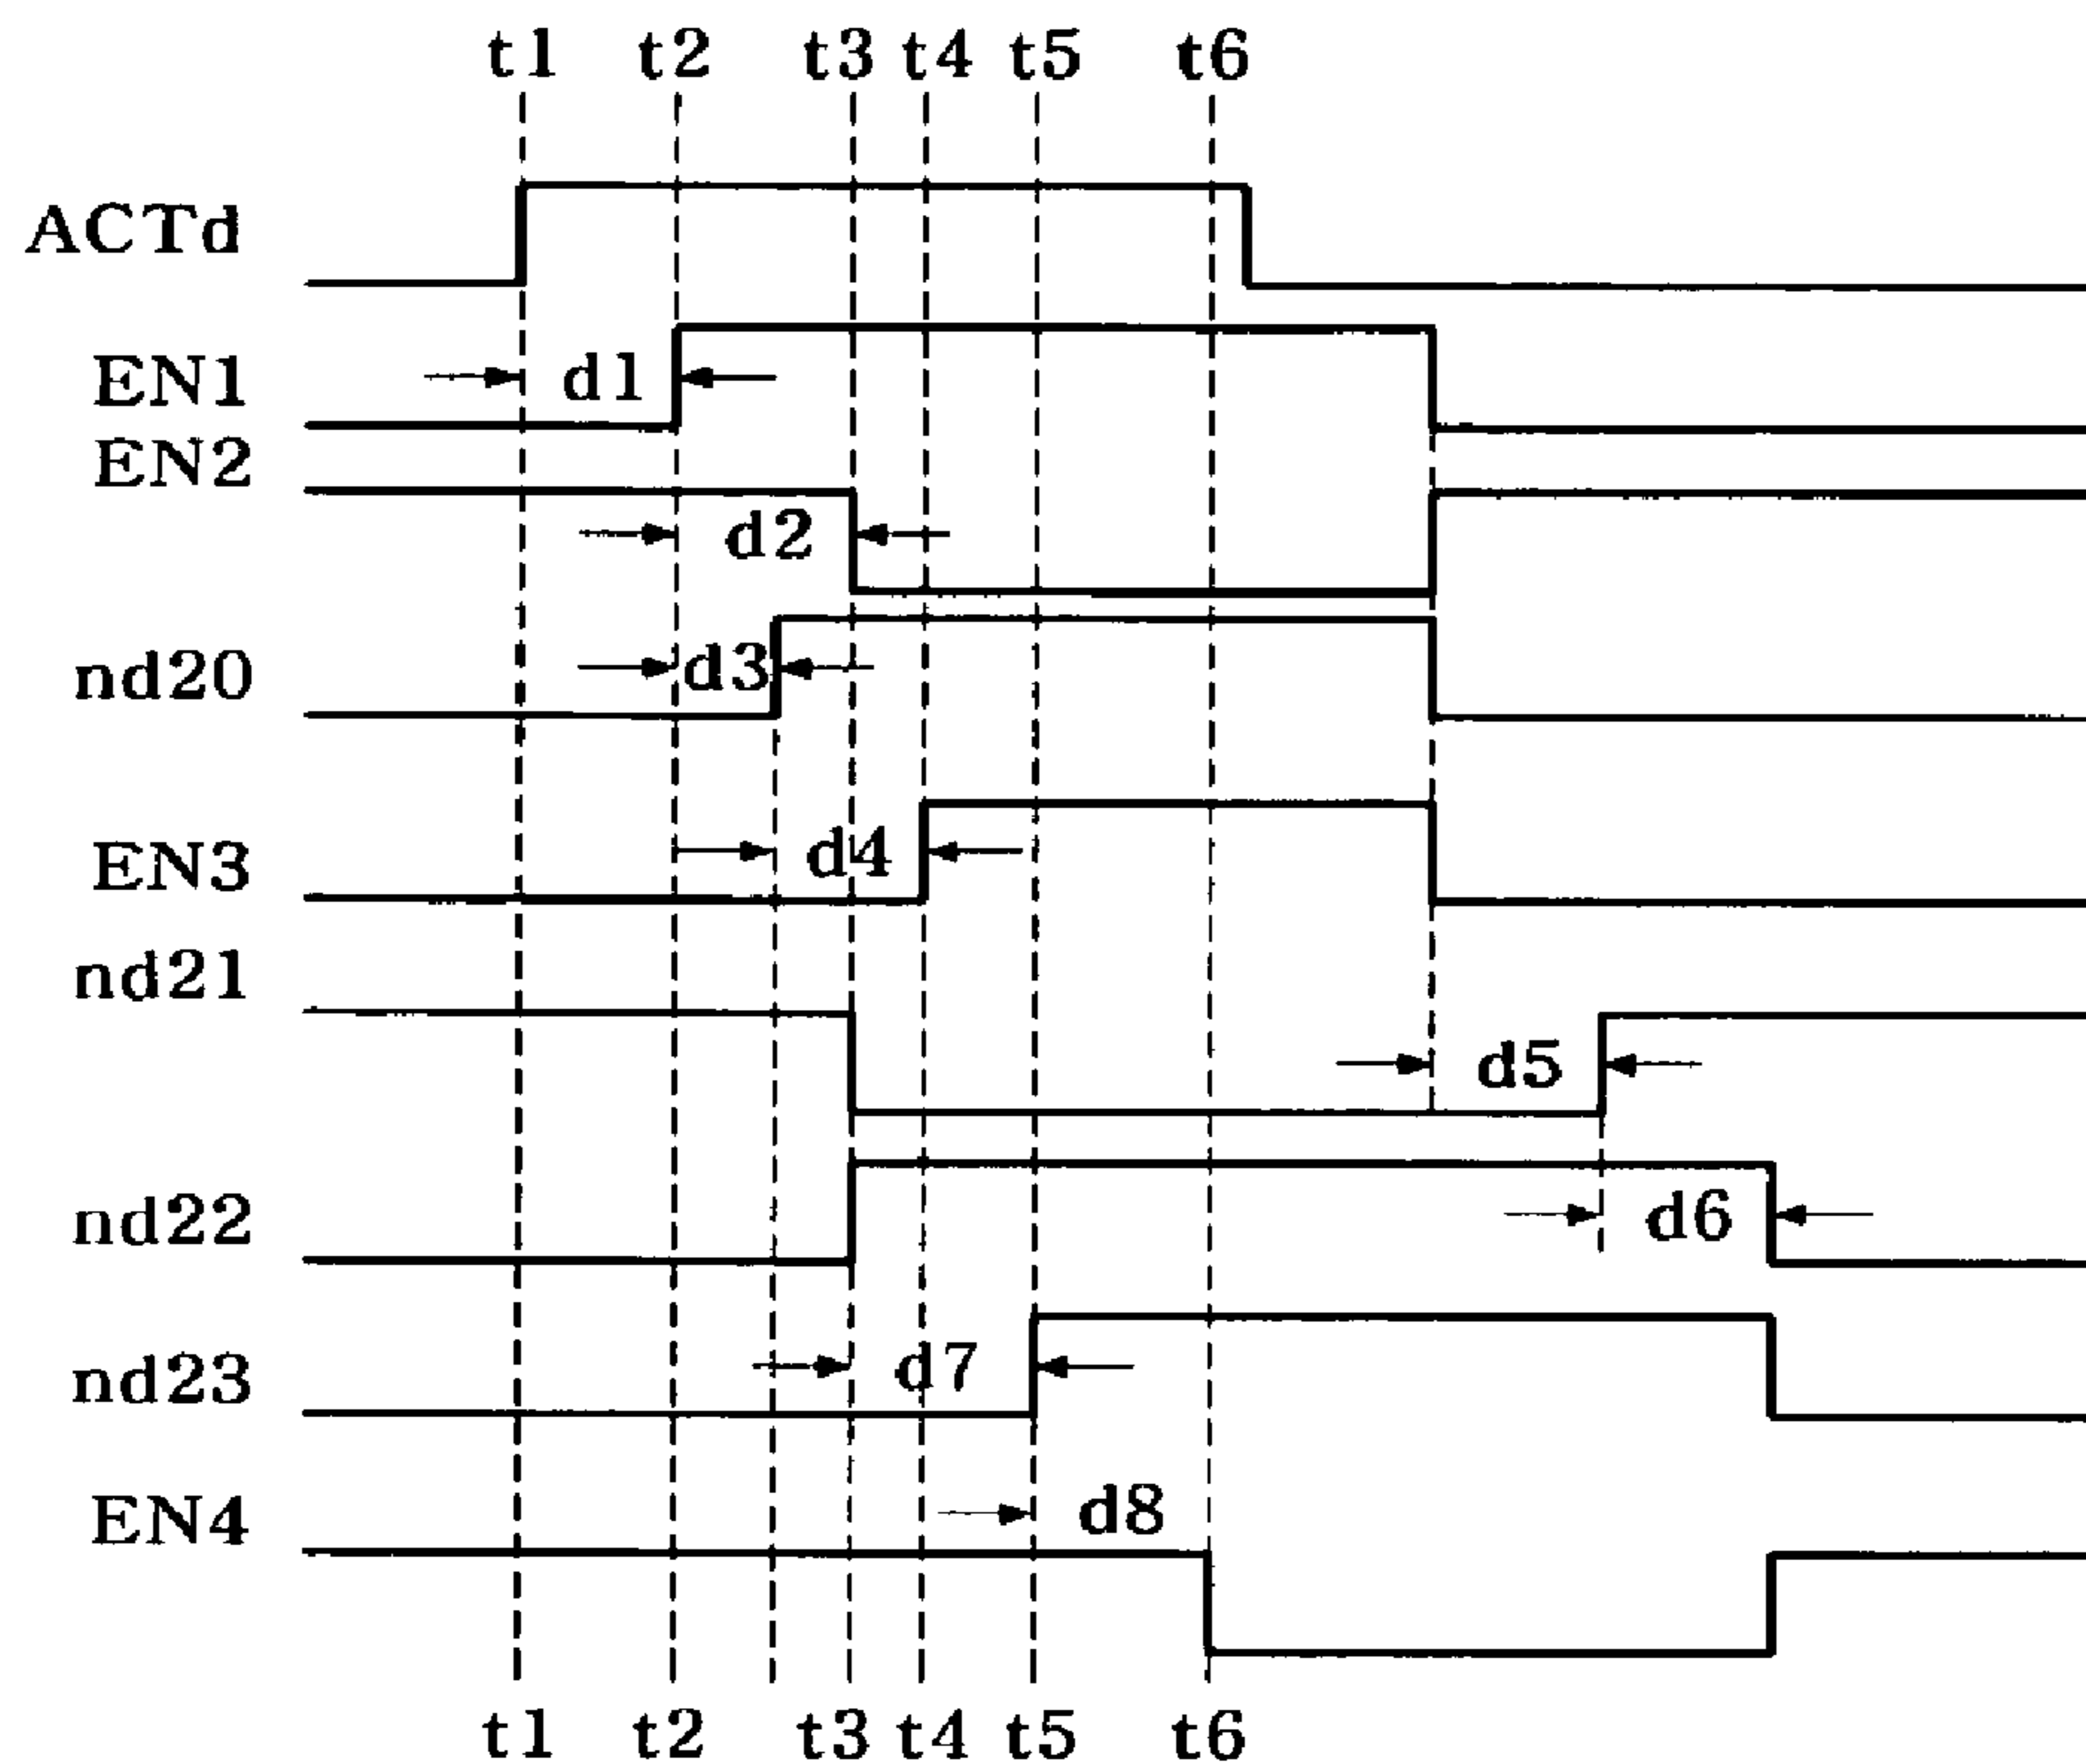 t1 t2 t3 t4 t5 t6
ACTd
EN1 d1
EN2
d2
nd20 d3
EN3 d4
nd21
d5
nd22 d6
nd23 d7
EN4 d8
t1 t2 t3 t4 t5 t6